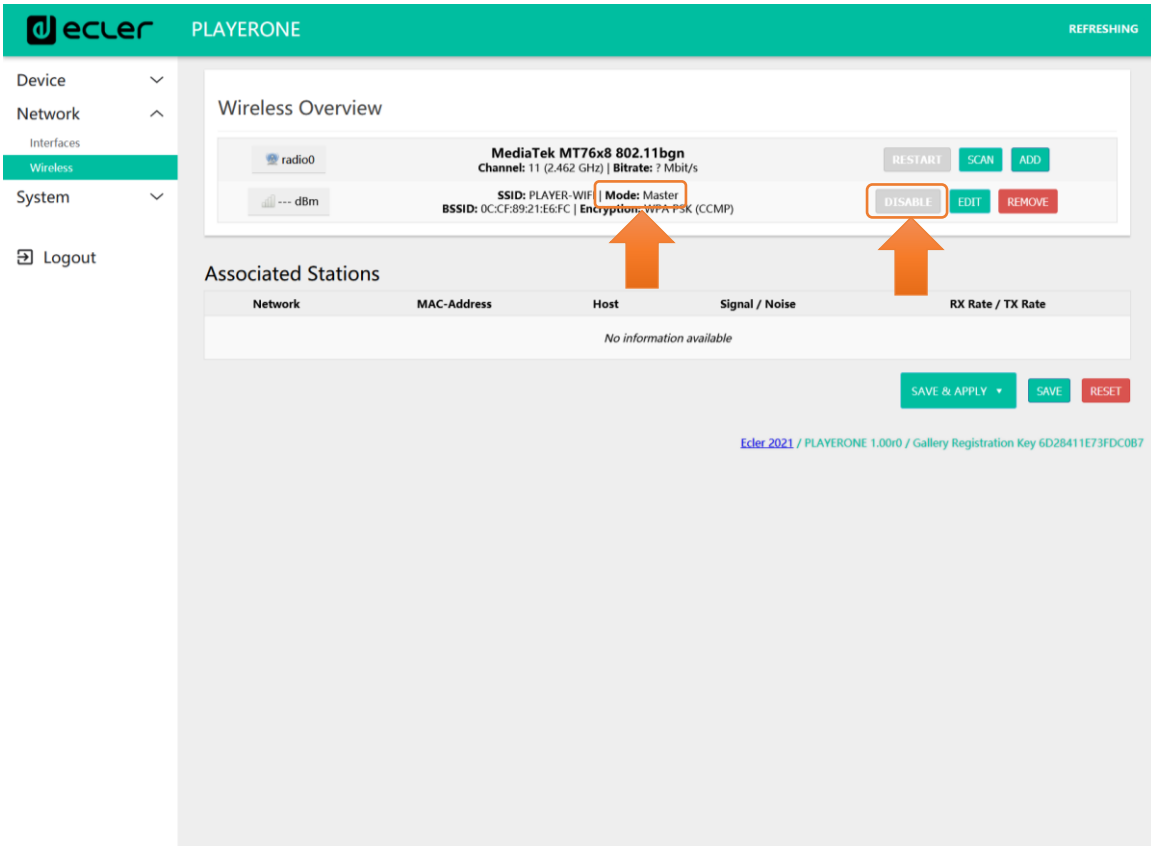 ecler PLAYERONE REFRESHING
Device
Network
Interfaces
Wireless
System
Logout
Wireless Overview
radio0 MediaTek MT76x8 802.11bgn RESTART SCAN ADD
Channel: 11 (2.462 GHz) | Bitrate: ? Mbit/s
--- dBm SSID: PLAYER-WIFI | Mode: Master DISABLE EDIT REMOVE
BSSID: 0C:CF:89:21:E6:FC | Encryption: WPA PSK (CCMP)
Associated Stations
Network MAC-Address Host Signal / Noise RX Rate / TX Rate
No information available
SAVE & APPLY SAVE RESET
Ecler 2021 / PLAYERONE 1.00r0 / Gallery Registration Key 6D28411E73FDC0B7